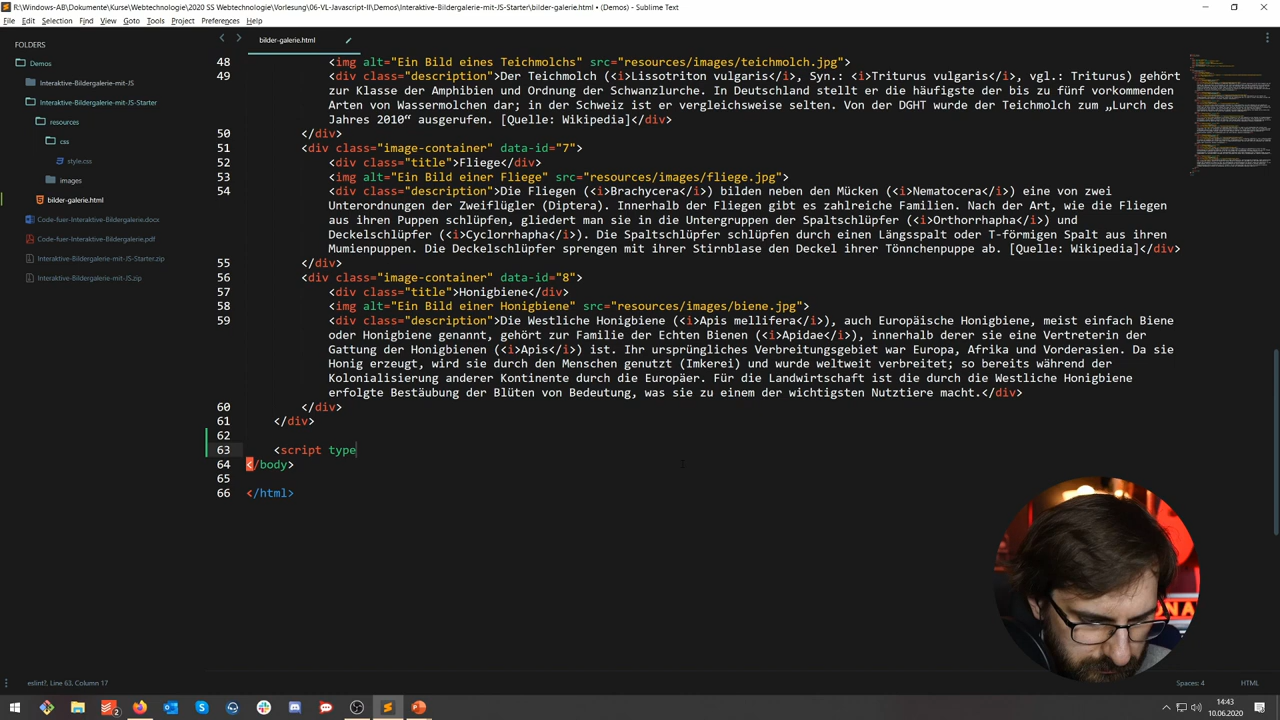 R:\Windows-AB\Dokumente\Kurse\Webtechnologie\2020 SS Webtechnologie\Vorlesung\06-VL-Javascript-II\Demos\Interaktive-Bildergalerie-mit-JS-Starter\bilder-galerie.html • (Demos) - Sublime Text
File Edit Selection Find View Goto Tools Project Preferences Help
FOLDERS
Demos
Interaktive-Bildergalerie-mit-JS
Interaktive-Bildergalerie-mit-JS-Starter
resources
css
style.css
images
bilder-galerie.html
Code-fuer-Interaktive-Bildergalerie.docx
Code-fuer-Interaktive-Bildergalerie.pdf
Interaktive-Bildergalerie-mit-JS-Starter.zip
Interaktive-Bildergalerie-mit-JS.zip
bilder-galerie.html
48 <img alt="Ein Bild eines Teichmolchs" src="resources/images/teichmolch.jpg">
49 <div class="description">Der Teichmolch (<i>Lissotriton vulgaris</i>, Syn.: <i>Triturus vulgaris</i>, vgl.: Triturus) gehört
zur Klasse der Amphibien und Ordnung der Schwanzlurche. In Deutschland stellt er die häufigste der bis zu fünf vorkommenden
Arten von Wassermolchen dar. In der Schweiz ist er vergleichsweise selten. Von der DGHT wurde der Teichmolch zum „Lurch des
Jahres 2010“ ausgerufen. [Quelle: Wikipedia]</div>
50 </div>
51 <div class="image-container" data-id="7">
52 <div class="title">Fliege</div>
53 <img alt="Ein Bild einer Fliege" src="resources/images/fliege.jpg">
54 <div class="description">Die Fliegen (<i>Brachycera</i>) bilden neben den Mücken (<i>Nematocera</i>) eine von zwei
Unterordnungen der Zweiflügler (Diptera). Innerhalb der Fliegen gibt es zahlreiche Familien. Nach der Art, wie die Fliegen
aus ihren Puppen schlüpfen, gliedert man sie in die Untergruppen der Spaltschlüpfer (<i>Orthorrhapha</i>) und
Deckelschlüpfer (<i>Cyclorrhapha</i>). Die Spaltschlüpfer schlüpfen durch einen Längsspalt oder T-förmigen Spalt aus ihren
Mumienpuppen. Die Deckelschlüpfer sprengen mit ihrer Stirnblase den Deckel ihrer Tönnchenpuppe ab. [Quelle: Wikipedia]</div>
55 </div>
56 <div class="image-container" data-id="8">
57 <div class="title">Honigbiene</div>
58 <img alt="Ein Bild einer Honigbiene" src="resources/images/biene.jpg">
59 <div class="description">Die Westliche Honigbiene (<i>Apis mellifera</i>), auch Europäische Honigbiene, meist einfach Biene
oder Honigbiene genannt, gehört zur Familie der Echten Bienen (<i>Apidae</i>), innerhalb derer sie eine Vertreterin der
Gattung der Honigbienen (<i>Apis</i>) ist. Ihr ursprüngliches Verbreitungsgebiet war Europa, Afrika und Vorderasien. Da sie
Honig erzeugt, wird sie durch den Menschen genutzt (Imkerei) und wurde weltweit verbreitet; so bereits während der
Kolonialisierung anderer Kontinente durch die Europäer. Für die Landwirtschaft ist die durch die Westliche Honigbiene
erfolgte Bestäubung der Blüten von Bedeutung, was sie zu einem der wichtigsten Nutztiere macht.</div>
60 </div>
61 </div>
62
63 <script type
64 </body>
65
66 </html>
eslint?, Line 63, Column 17
Spaces: 4 HTML
14:43
10.06.2020